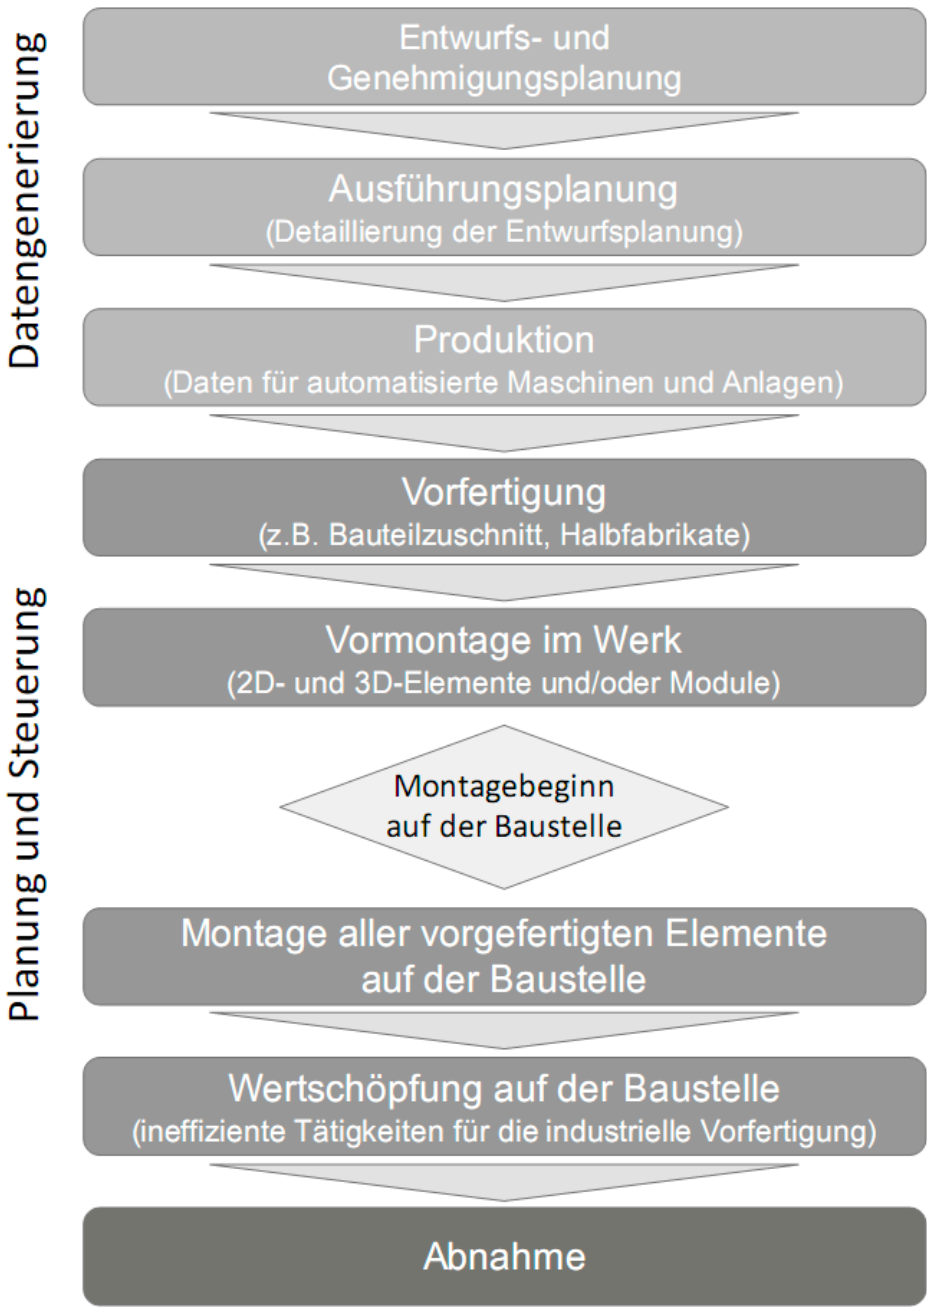 Datengenerierung
Entwurfs- und
Genehmigungsplanung
Ausführungsplanung
(Detaillierung der Entwurfsplanung)
Produktion
(Daten für automatisierte Maschinen und Anlagen)
Planung und Steuerung
Vorfertigung
(z.B. Bauteilzuschnitt, Halbfabrikate)
Vormontage im Werk
(2D- und 3D-Elemente und/oder Module)
Montagebeginn
auf der Baustelle
Montage aller vorgefertigten Elemente
auf der Baustelle
Wertschöpfung auf der Baustelle
(ineffiziente Tätigkeiten für die industrielle Vorfertigung)
Abnahme